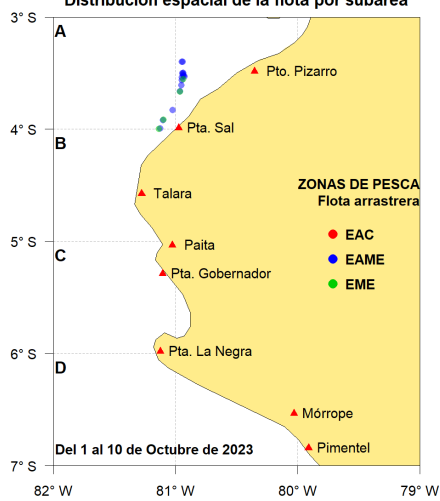 Distribución espacial de la flota por subárea
3° S
A
Pto. Pizarro
4° S
Pta. Sal
B
ZONAS DE PESCA
Talara
Flota arrastrera
EAC
5° S
Paita
C
EAME
Pta. Gobernador
EME
6° S
Pta. La Negra
D
Mórrope
Del 1 al 10 de Octubre de 2023
Pimentel
7° S
82° W
81° W
80° W
79° W